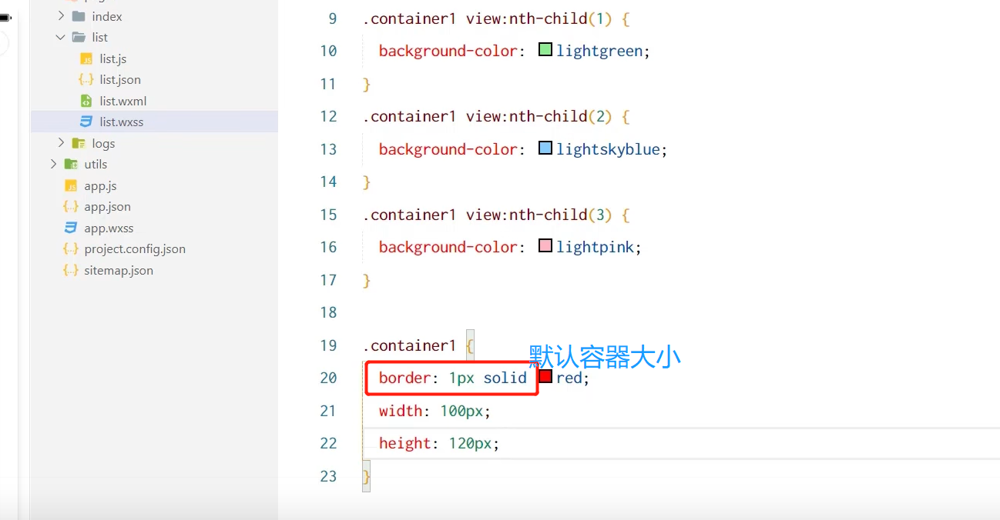 index
list
list.js
list.json
list.wxml
list.wxss
logs
utils
app.js
app.json
app.wxss
project.config.json
sitemap.json
9 .container1 view:nth-child(1) {
10 background-color: lightgreen;
11 }
12 .container1 view:nth-child(2) {
13 background-color: lightskyblue;
14 }
15 .container1 view:nth-child(3) {
16 background-color: lightpink;
17 }
18
19 .container1 {
默认容器大小
20 border: 1px solid red;
21 width: 100px;
22 height: 120px;
23 }